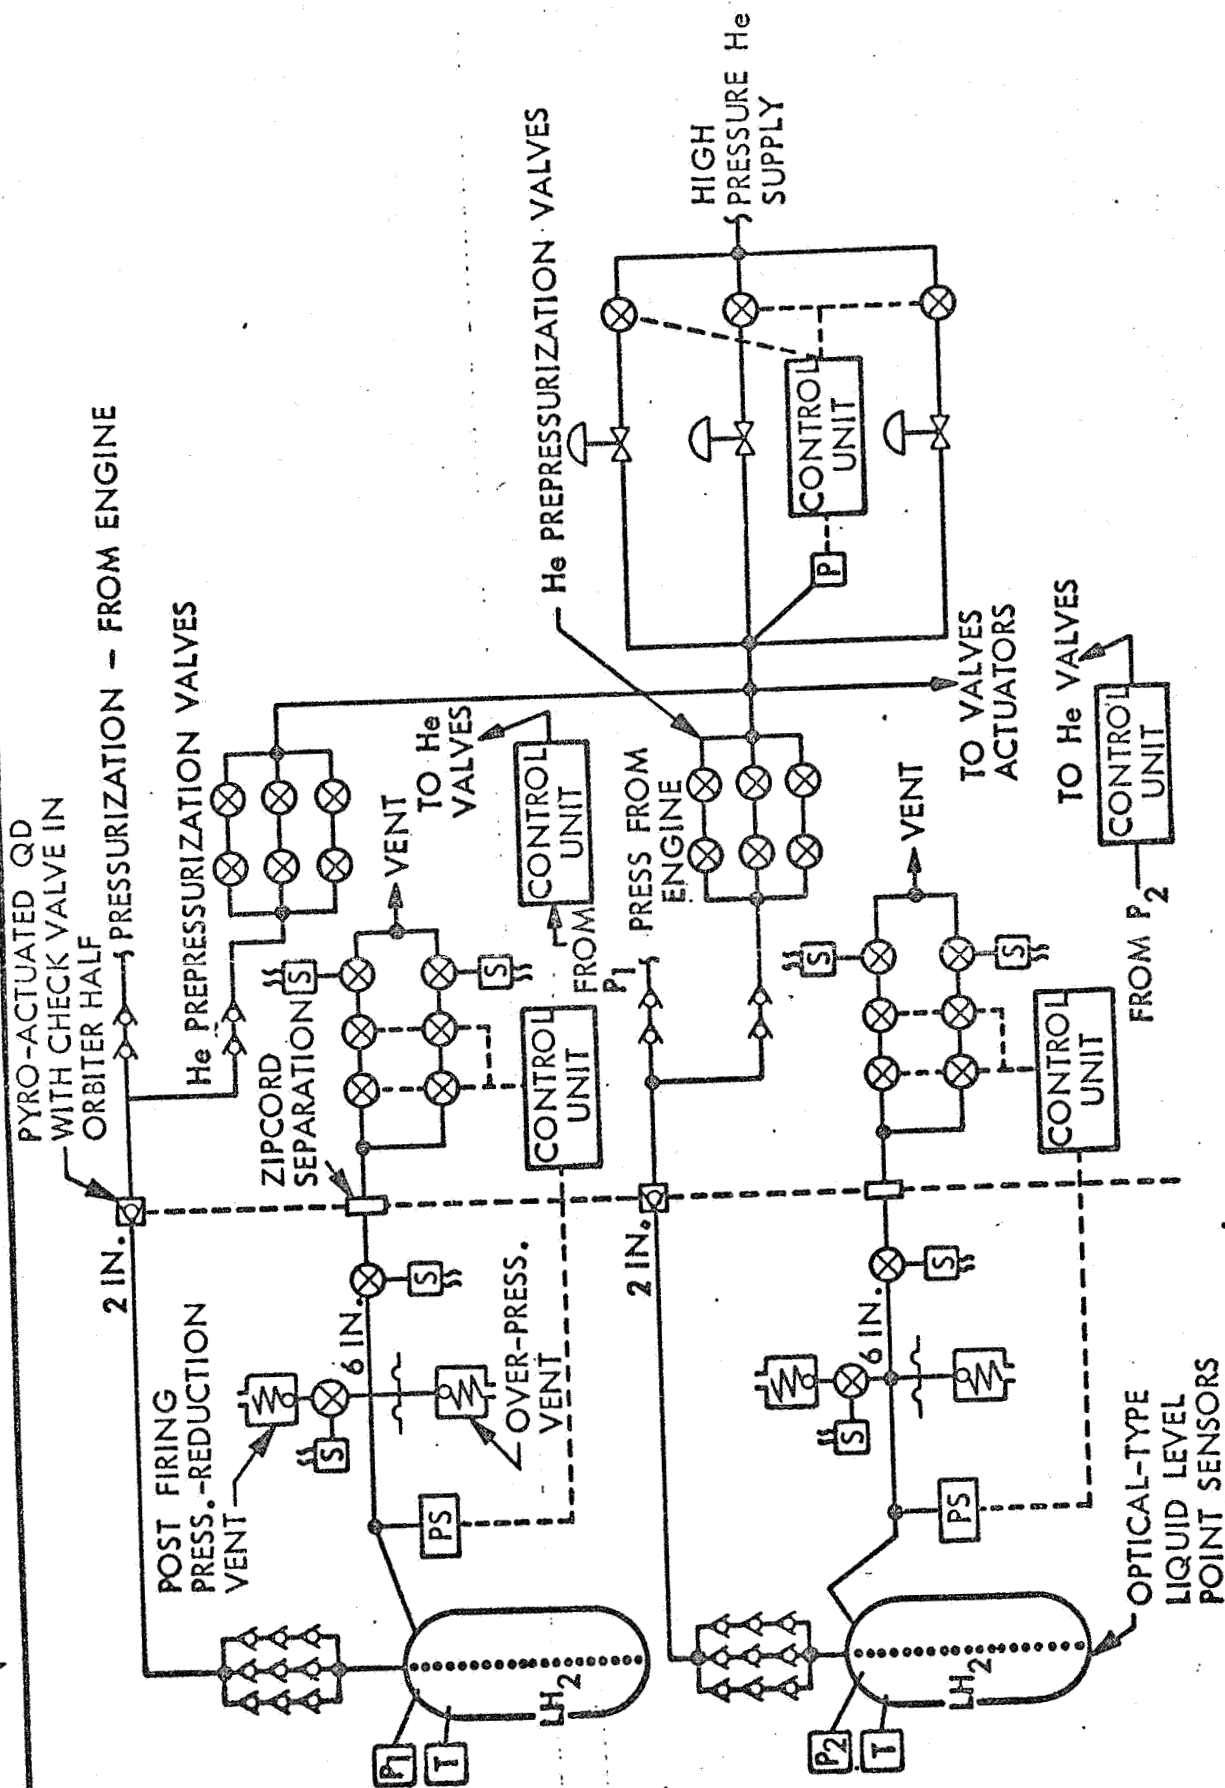 PYRO-ACTUATED QD
WITH CHECK VALVE IN
ORBITER HALF
PRESSURIZATION - FROM ENGINE
He PREPRESSURIZATION VALVES
2 IN.
ZIPCORD
SEPARATION
S
S
VENT
TO He
VALVES
CONTROL
UNIT
FROM
P1
CONTROL
UNIT
POST FIRING
PRESS.-REDUCTION
VENT
S
6 IN.
S
OVER-PRESS.
VENT
PS
P1
T
LH2
He PREPRESSURIZATION VALVES
HIGH
PRESSURE He
SUPPLY
CONTROL
UNIT
P
PRESS FROM
ENGINE
TO VALVES
ACTUATORS
2 IN.
S
S
VENT
TO He VALVES
CONTROL
UNIT
FROM P2
CONTROL
UNIT
S
6 IN.
S
PS
P2
T
LH2
OPTICAL-TYPE
LIQUID LEVEL
POINT SENSORS